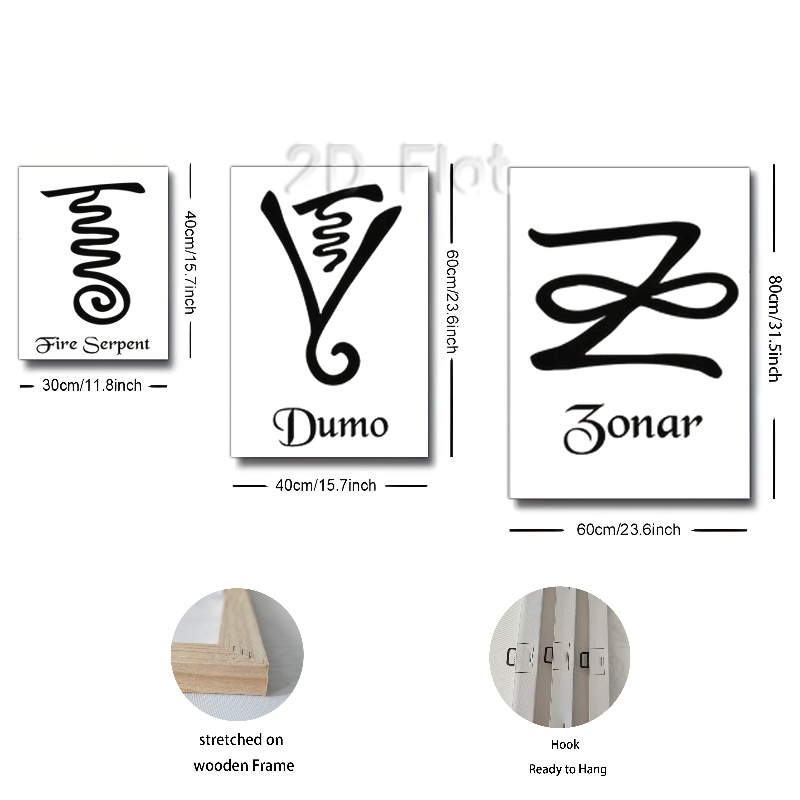 2D Flat
Fire Serpent
40cm/15.7inch
30cm/11.8inch
Dumo
60cm/23.6inch
40cm/15.7inch
Zonar
80cm/31.5inch
60cm/23.6inch
stretched on
wooden Frame
Hook
Ready to Hang